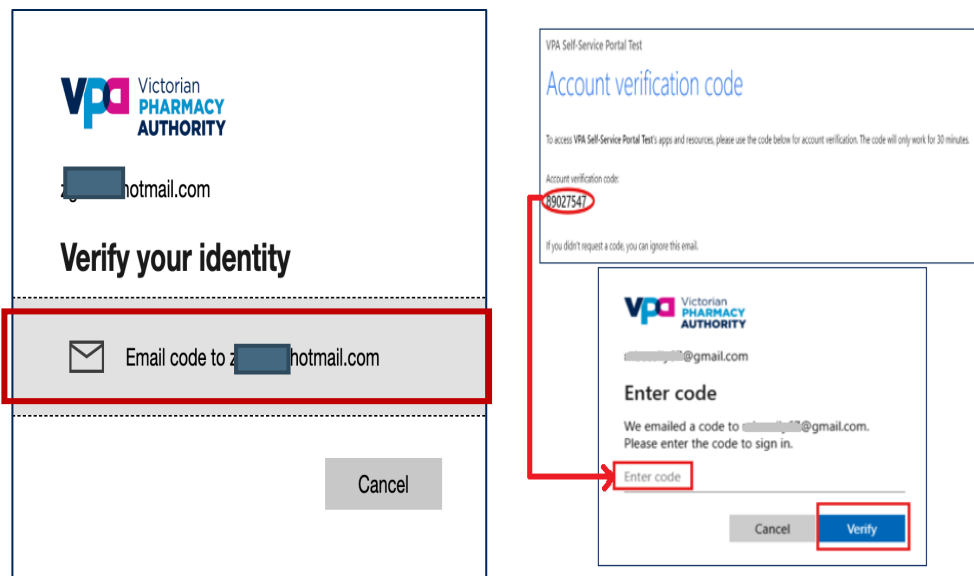 Victorian
PHARMACY
AUTHORITY
hotmail.com
Verify your identity
Email code to z hotmail.com
Cancel
VPA Self-Service Portal Test
Account verification code
To access VPA Self-Service Portal Test's apps and resources, please use the code below for account verification. The code will only work for 30 minutes.
Account verification code:
89027547
If you didn't request a code, you can ignore this email.
Victorian
PHARMACY
AUTHORITY
@gmail.com
Enter code
We emailed a code to @gmail.com.
Please enter the code to sign in.
Enter code
Cancel
Verify